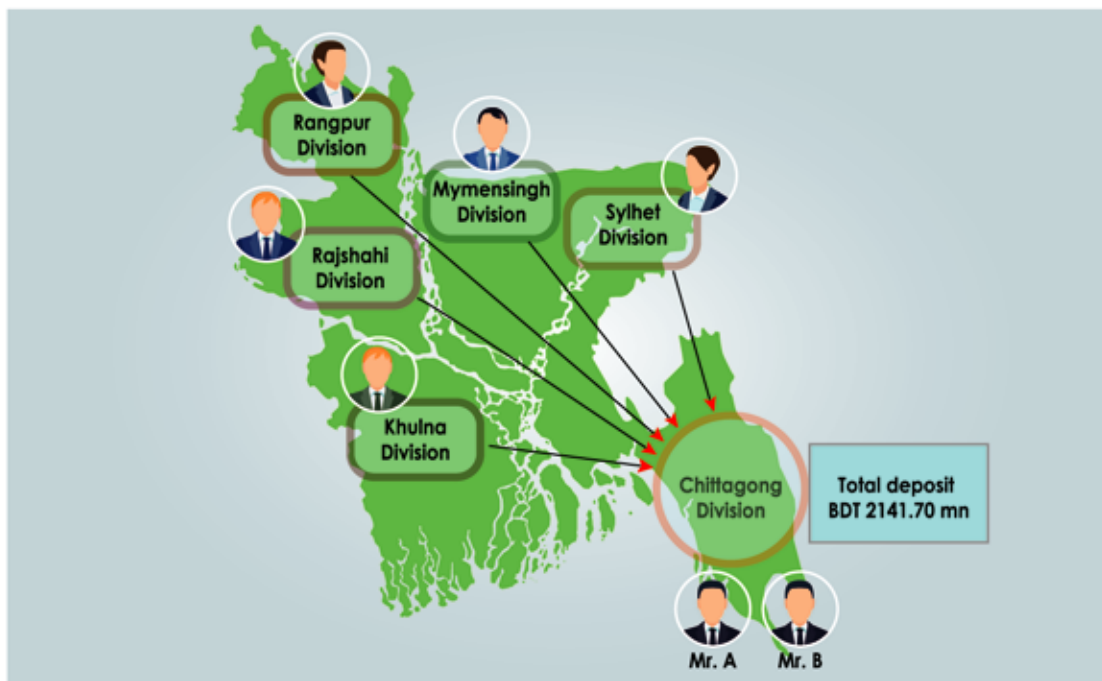 Rangpur
Division
Mymensingh
Division
Sylhet
Division
Rajshahi
Division
Khulna
Division
Chittagong
Division
Total deposit
BDT 2141.70 mn
Mr. A
Mr. B